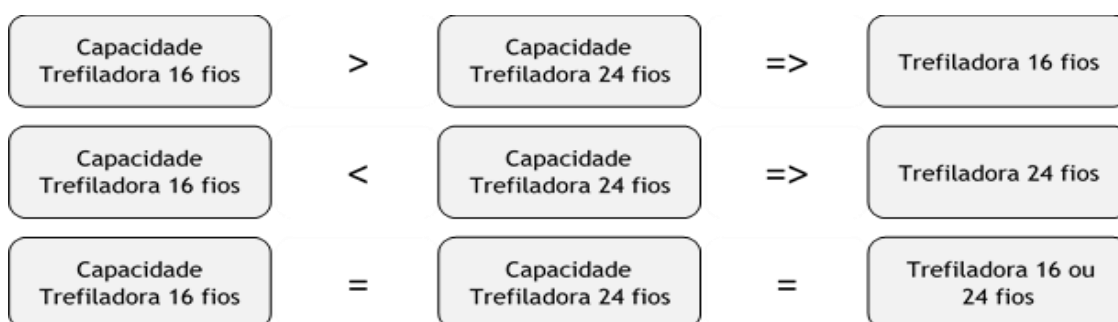 Capacidade
Trefiladora 16 fios
>
Capacidade
Trefiladora 24 fios
=>
Trefiladora 16 fios
Capacidade
Trefiladora 16 fios
<
Capacidade
Trefiladora 24 fios
=>
Trefiladora 24 fios
Capacidade
Trefiladora 16 fios
=
Capacidade
Trefiladora 24 fios
=
Trefiladora 16 ou
24 fios